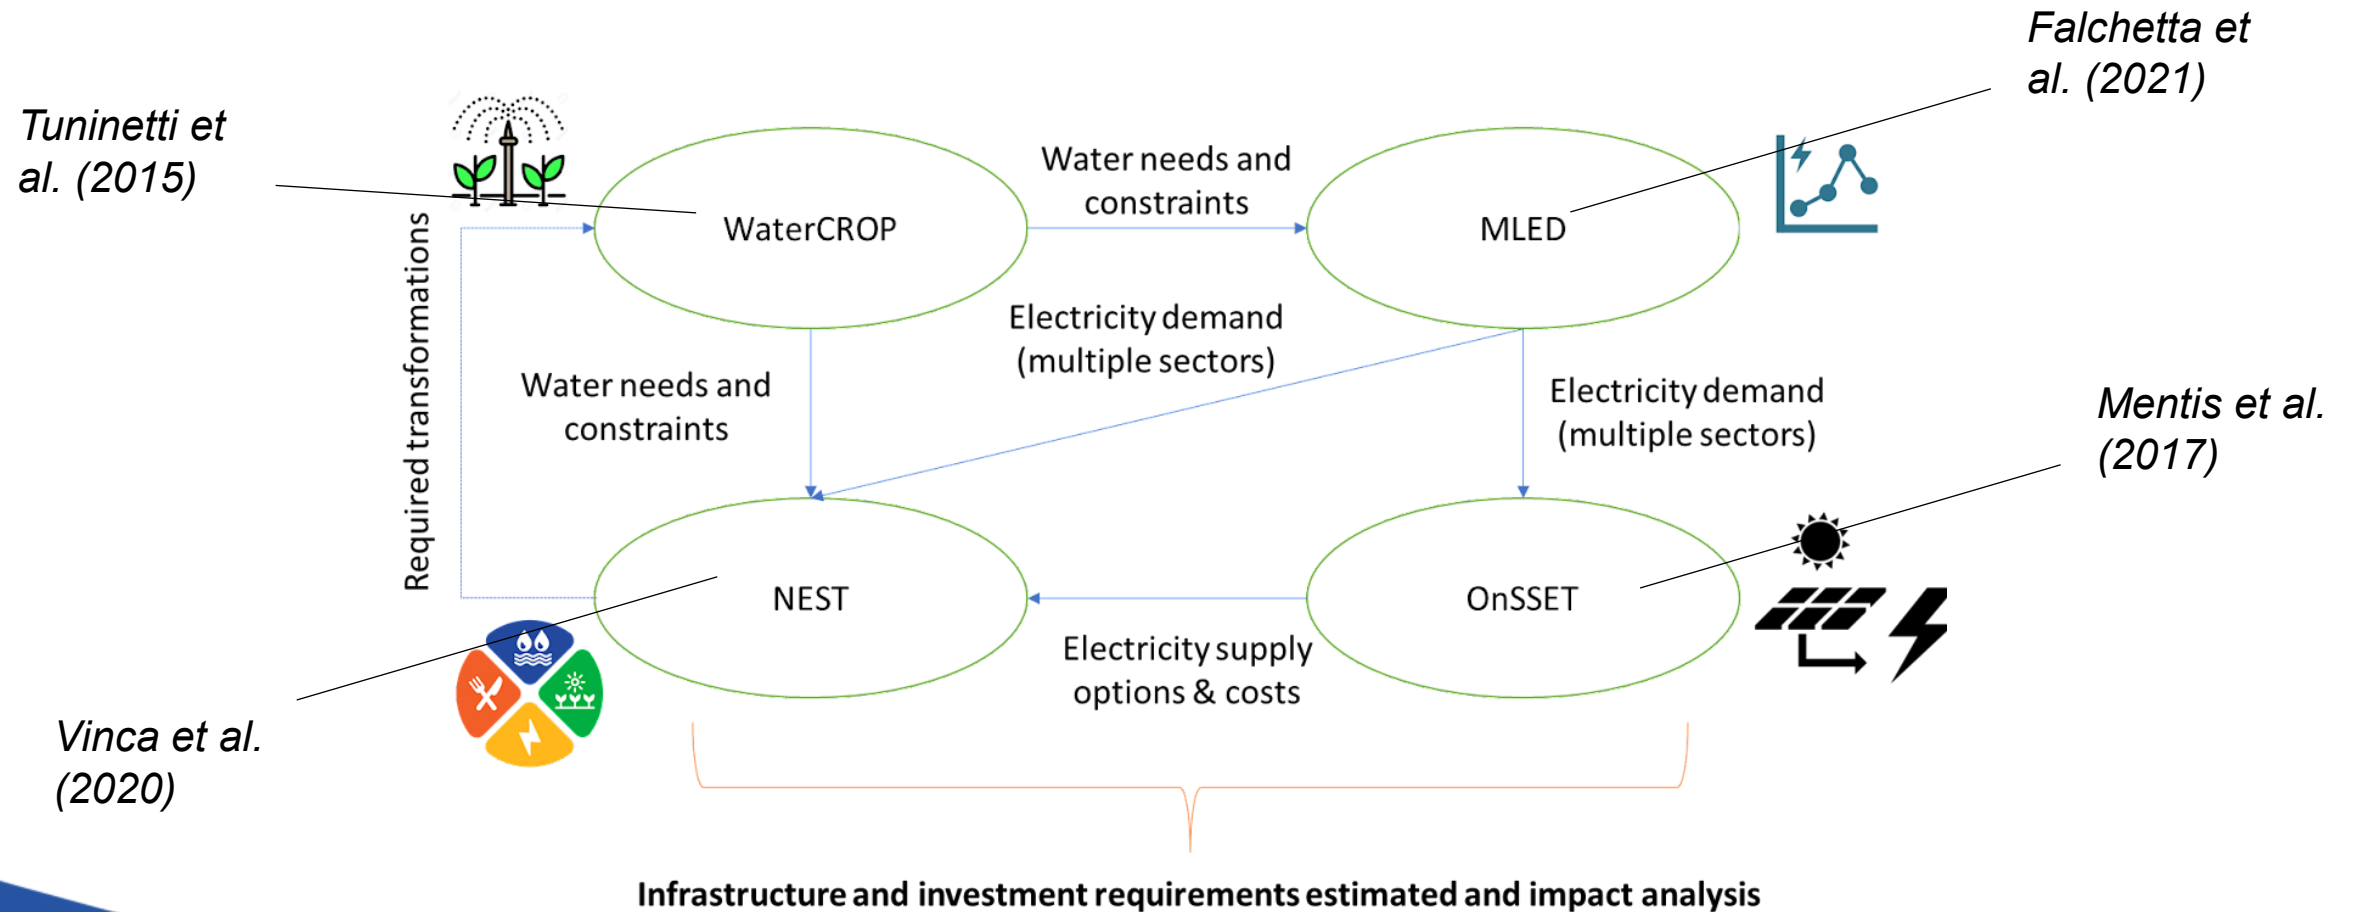 Falchetta et
al. (2021)
Tuninetti et
al. (2015)
Water needs and
constraints
WaterCROP
MLED
Required transformations
Electricity demand
(multiple sectors)
Water needs and
constraints
Electricity demand
(multiple sectors)
Mentis et al.
(2017)
NEST
OnSSET
Electricity supply
options & costs
Vinca et al.
(2020)
Infrastructure and investment requirements estimated and impact analysis